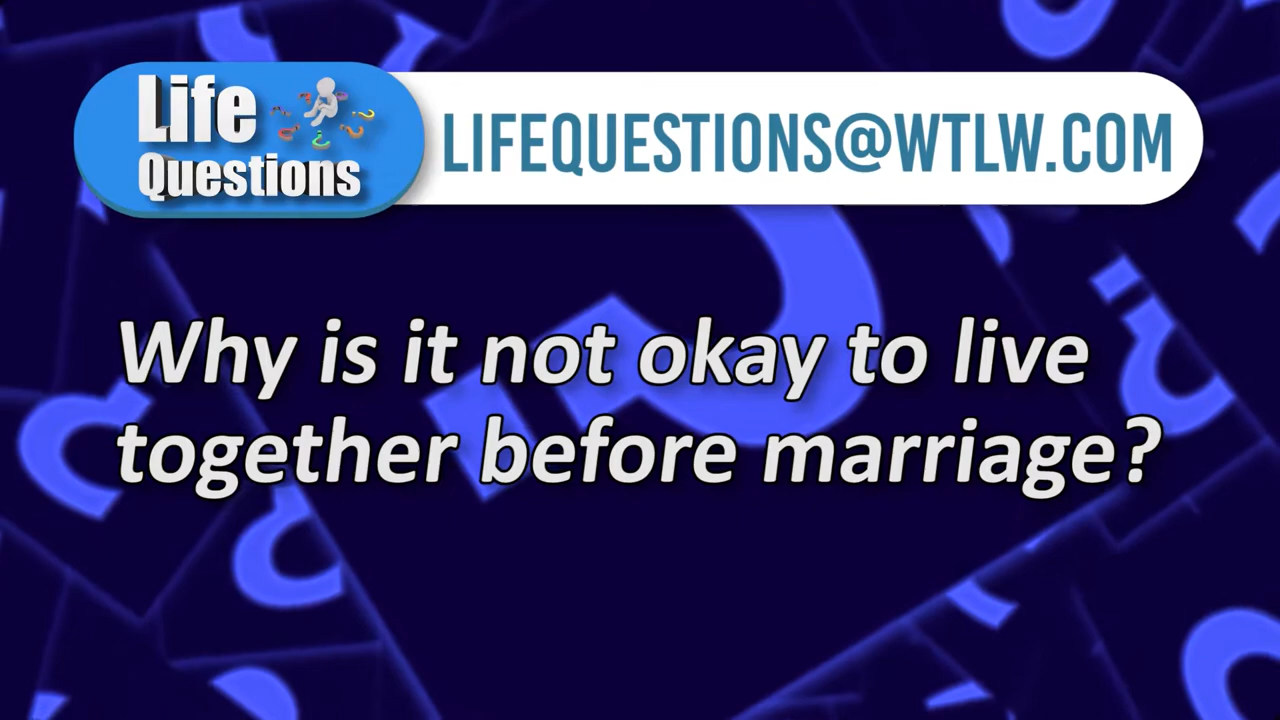 Life
Questions
LIFEQUESTIONS@WTLW.COM
Why is it not okay to live
together before marriage?